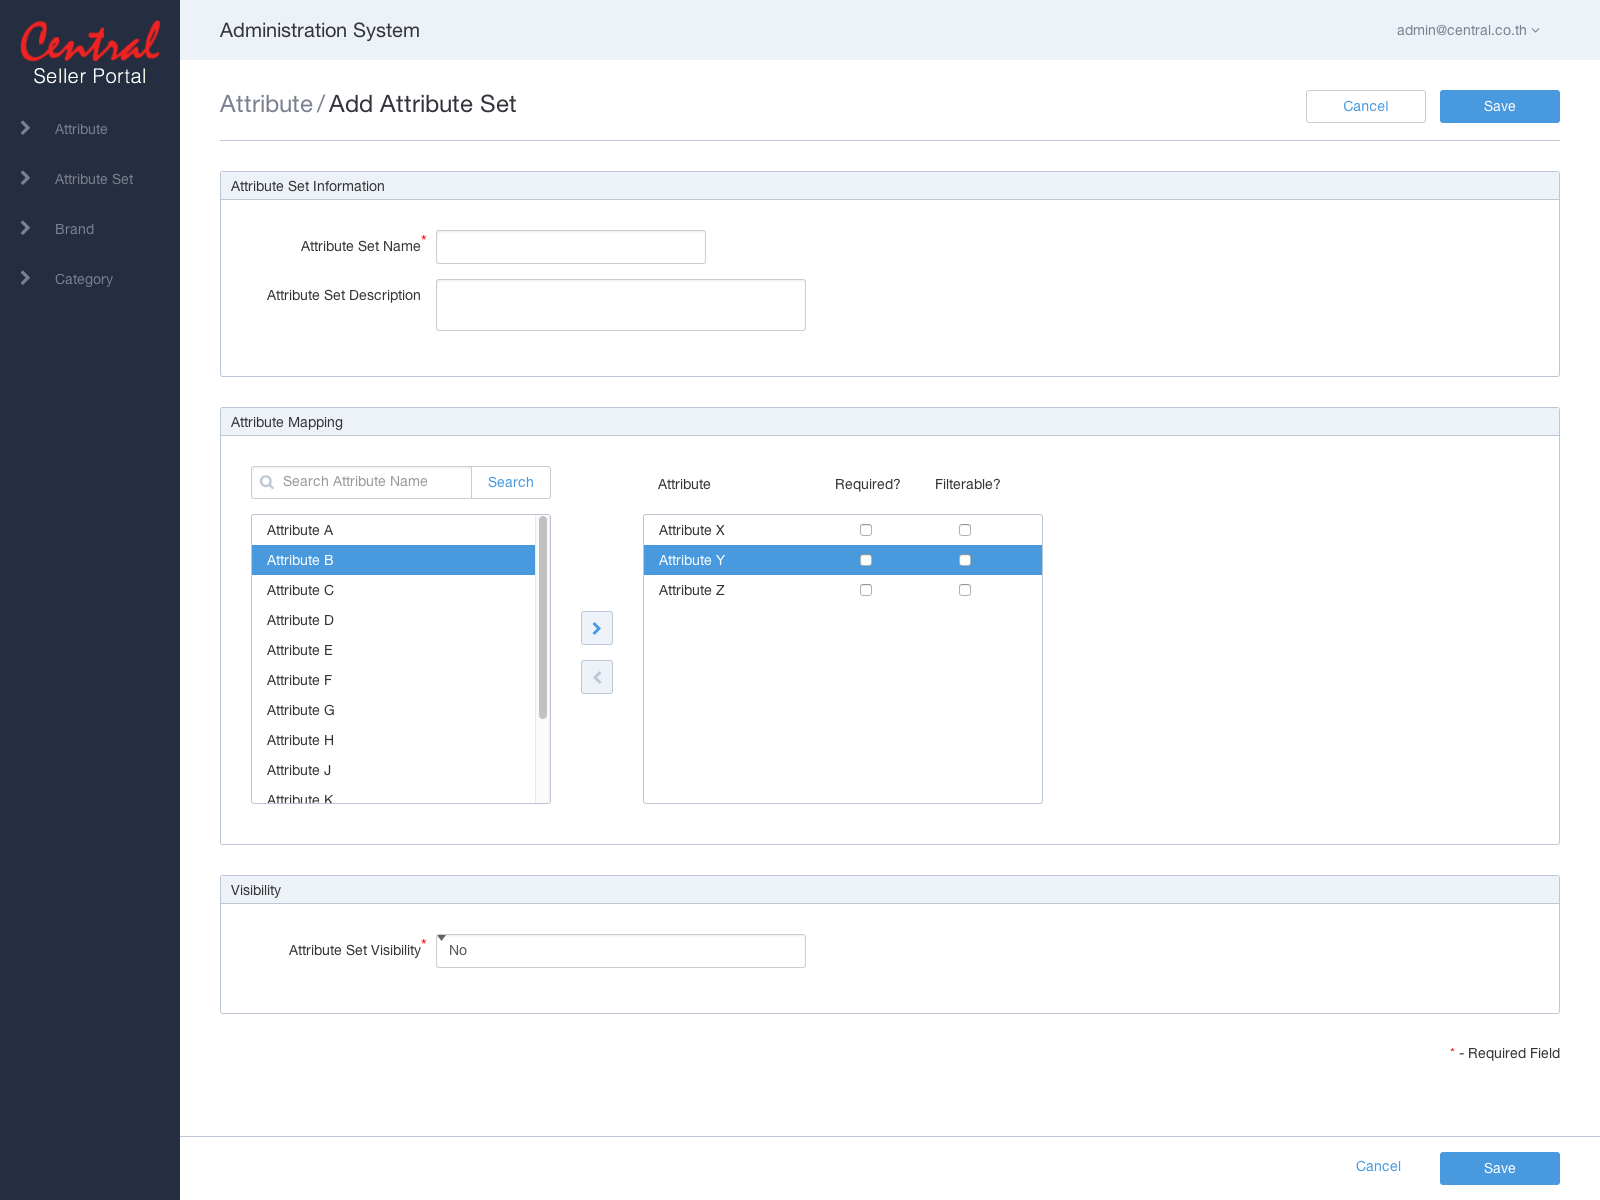 Central
Seller Portal
Attribute
Attribute Set
Brand
Category
Administration System
admin@central.co.th
Attribute / Add Attribute Set
Cancel
Save
Attribute Set Information
Attribute Set Name*
Attribute Set Description
Attribute Mapping
Search Attribute Name
Search
Attribute A
Attribute B
Attribute C
Attribute D
Attribute E
Attribute F
Attribute G
Attribute H
Attribute J
Attribute K
Attribute Required? Filterable?
Attribute X
Attribute Y
Attribute Z
Visibility
Attribute Set Visibility*
No
* - Required Field
Cancel
Save